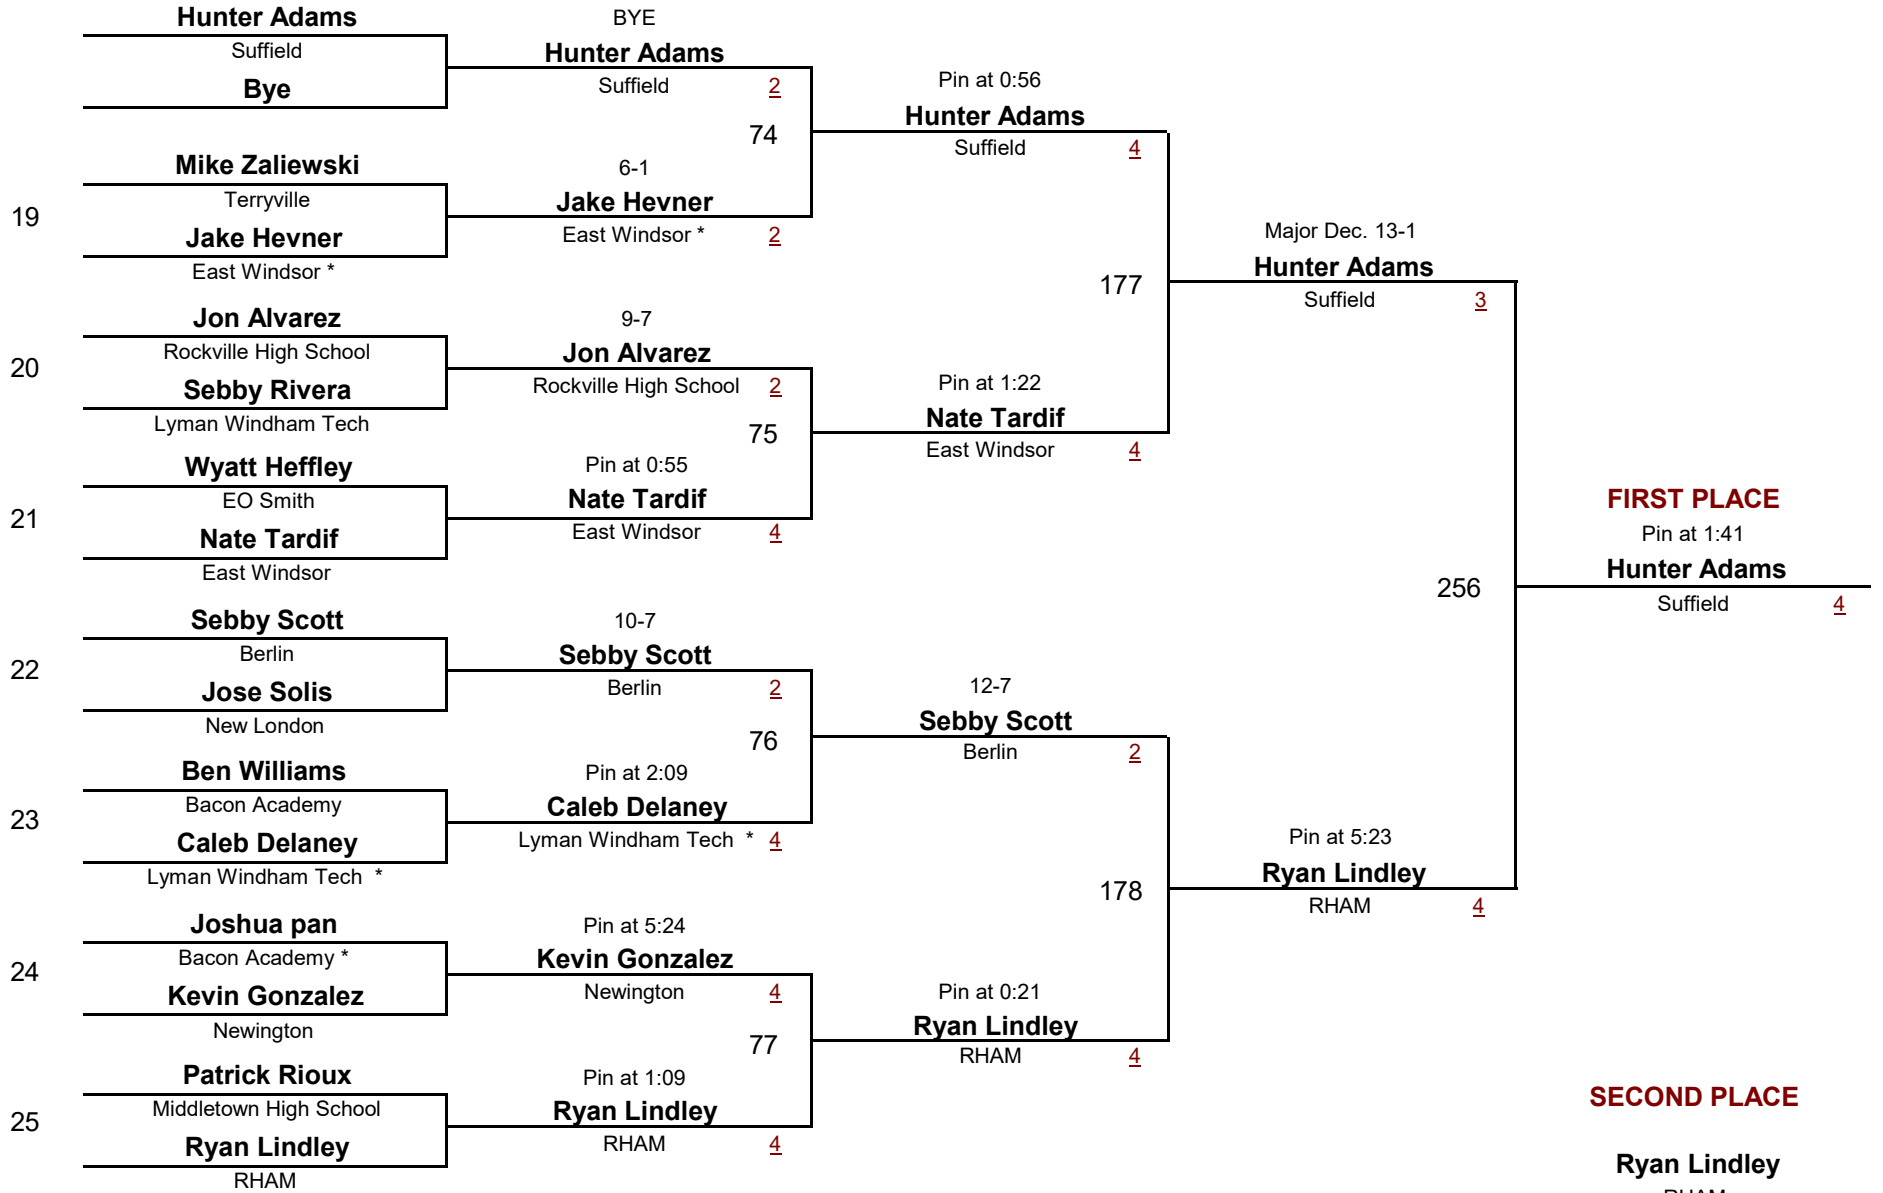 Hunter Adams
Suffield
Bye
19
Mike Zaliewski
Terryville
Jake Hevner
East Windsor *
20
Jon Alvarez
Rockville High School
Sebby Rivera
Lyman Windham Tech
21
Wyatt Heffley
EO Smith
Nate Tardif
East Windsor
22
Sebby Scott
Berlin
Jose Solis
New London
23
Ben Williams
Bacon Academy
Caleb Delaney
Lyman Windham Tech *
24
Joshua pan
Bacon Academy *
Kevin Gonzalez
Newington
25
Patrick Rioux
Middletown High School
Ryan Lindley
RHAM
BYE
Hunter Adams
Suffield 2
74
6-1
Jake Hevner
East Windsor * 2
9-7
Jon Alvarez
Rockville High School 2
75
Pin at 0:55
Nate Tardif
East Windsor 4
10-7
Sebby Scott
Berlin 2
76
Pin at 2:09
Caleb Delaney
Lyman Windham Tech * 4
Pin at 5:24
Kevin Gonzalez
Newington 4
77
Pin at 1:09
Ryan Lindley
RHAM 4
Pin at 0:56
Hunter Adams
Suffield 4
177
Pin at 1:22
Nate Tardif
East Windsor 4
12-7
Sebby Scott
Berlin 2
178
Pin at 0:21
Ryan Lindley
RHAM 4
Major Dec. 13-1
Hunter Adams
Suffield 3
256
Pin at 5:23
Ryan Lindley
RHAM 4
FIRST PLACE
Pin at 1:41
Hunter Adams
Suffield 4
SECOND PLACE
Ryan Lindley
RHAM